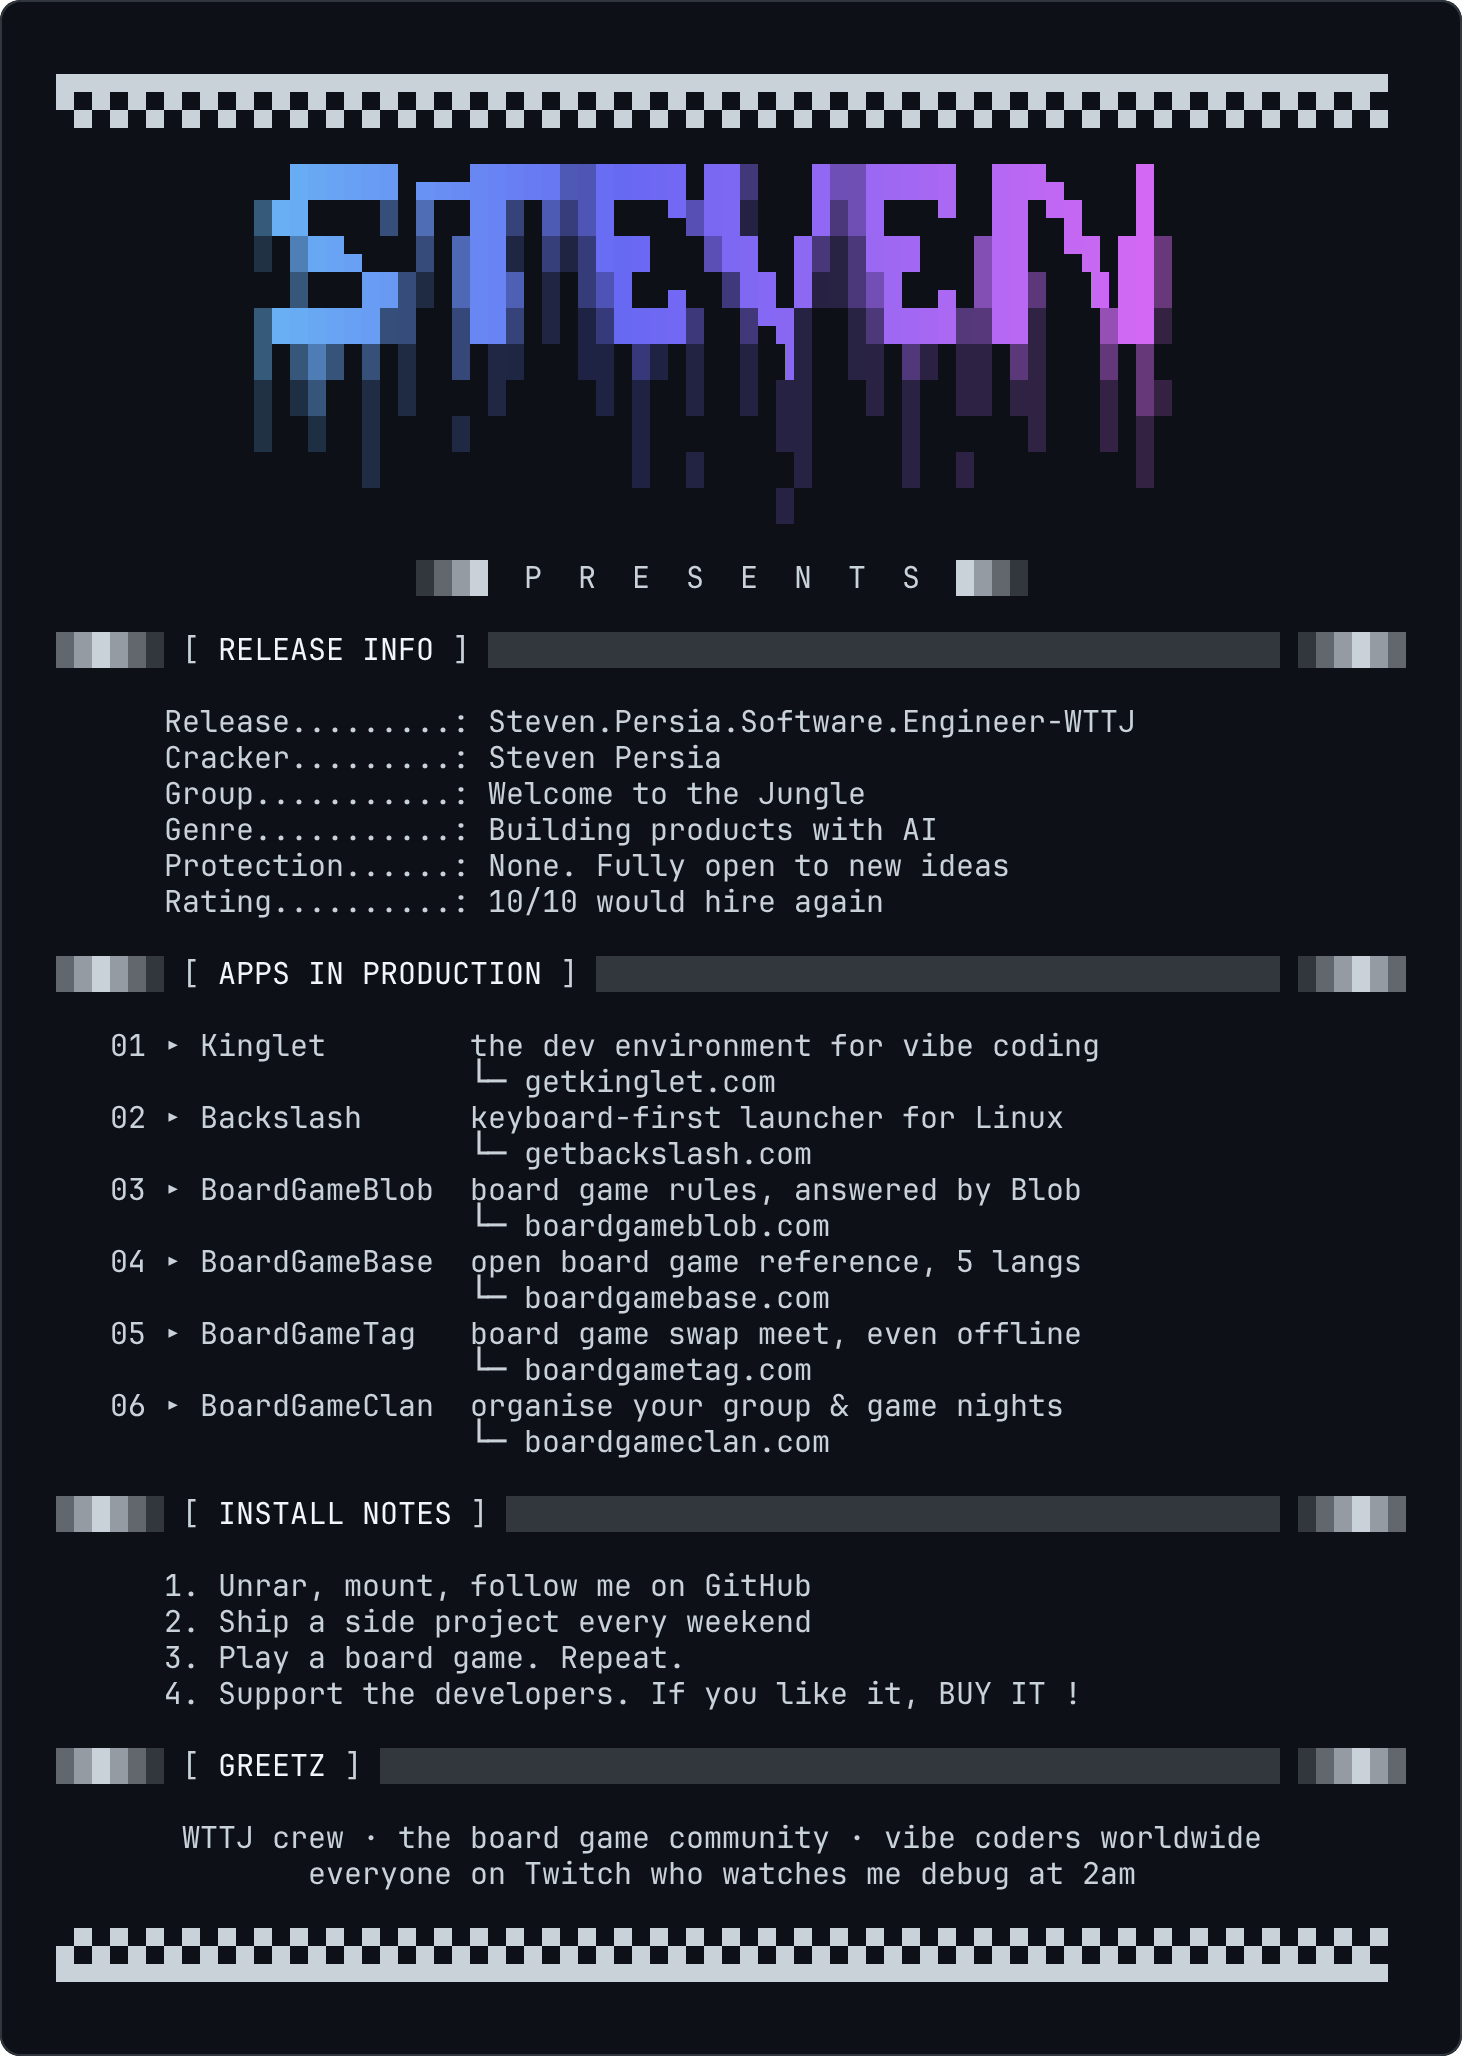 STEVEN
P R E S E N T S
[ RELEASE INFO ]
Release.........: Steven.Persia.Software.Engineer-WTTJ
Cracker.........: Steven Persia
Group...........: Welcome to the Jungle
Genre...........: Building products with AI
Protection......: None. Fully open to new ideas
Rating..........: 10/10 would hire again
[ APPS IN PRODUCTION ]
01 ▸ Kinglet the dev environment for vibe coding
└─ getkinglet.com
02 ▸ Backslash keyboard-first launcher for Linux
└─ getbackslash.com
03 ▸ BoardGameBlob board game rules, answered by Blob
└─ boardgameblob.com
04 ▸ BoardGameBase open board game reference, 5 langs
└─ boardgamebase.com
05 ▸ BoardGameTag board game swap meet, even offline
└─ boardgametag.com
06 ▸ BoardGameClan organise your group & game nights
└─ boardgameclan.com
[ INSTALL NOTES ]
1. Unrar, mount, follow me on GitHub
2. Ship a side project every weekend
3. Play a board game. Repeat.
4. Support the developers. If you like it, BUY IT !
[ GREETZ ]
WTTJ crew · the board game community · vibe coders worldwide
everyone on Twitch who watches me debug at 2am